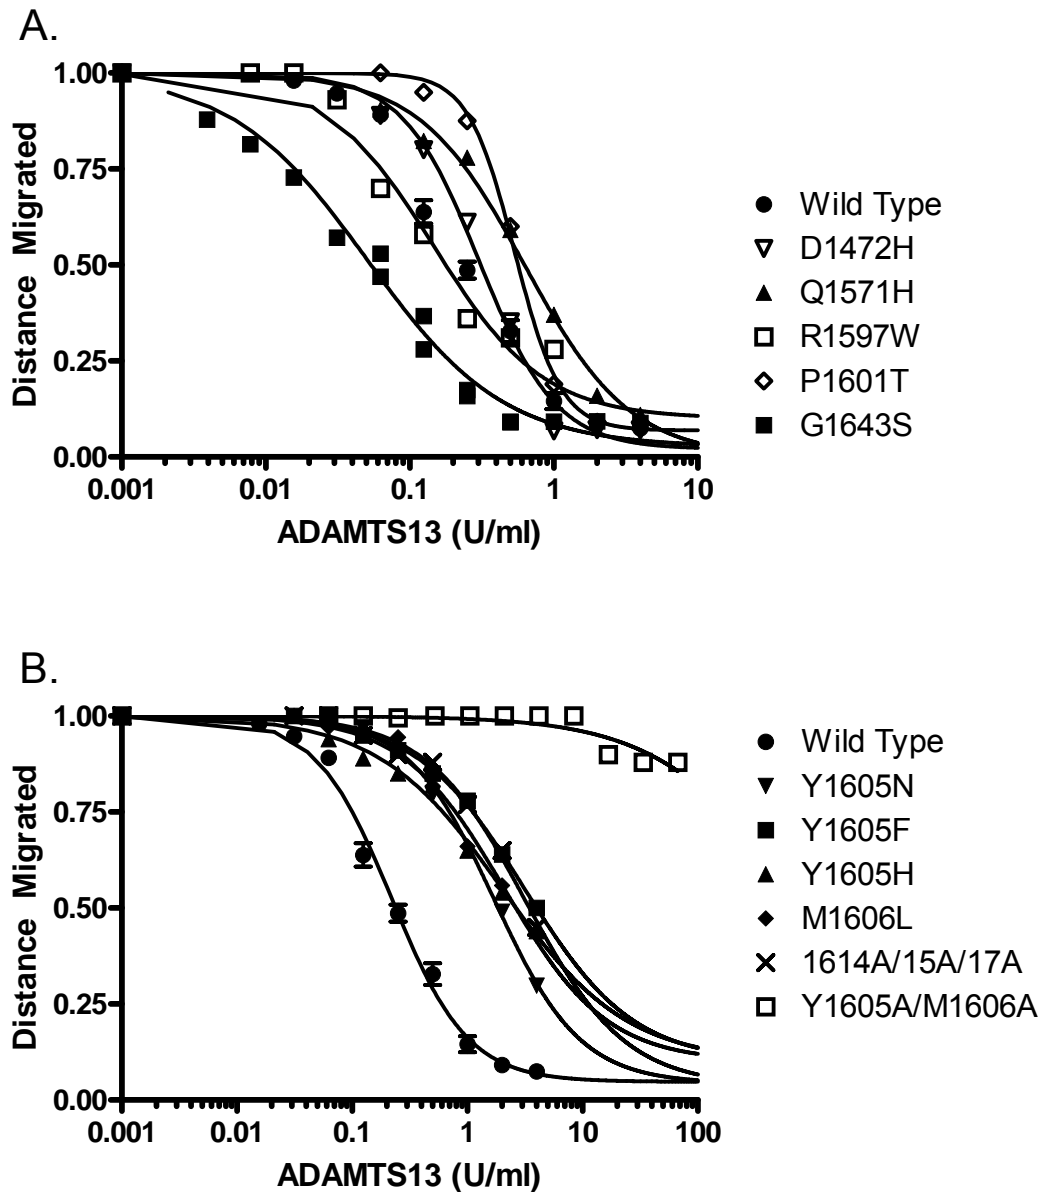 A.
1.00
0.75
0.50
0.25
0.00
Distance Migrated
0.001 0.01 0.1 1 10
ADAMTS13 (U/ml)
Wild Type
D1472H
Q1571H
R1597W
P1601T
G1643S
B.
1.00
0.75
0.50
0.25
0.00
Distance Migrated
0.001 0.01 0.1 1 10 100
ADAMTS13 (U/ml)
Wild Type
Y1605N
Y1605F
Y1605H
M1606L
1614A/15A/17A
Y1605A/M1606A